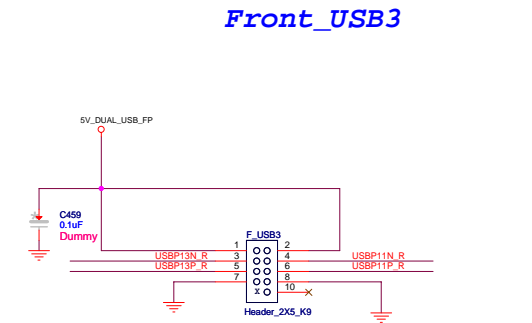 Front_USB3
5V_DUAL_USB_FP
C459
0.1uF
Dummy
F_USB3
1 2
USBP13N_R 3 4 USBP11N_R
USBP13P_R 5 6 USBP11P_R
7 8
X 10
Header_2X5_K9